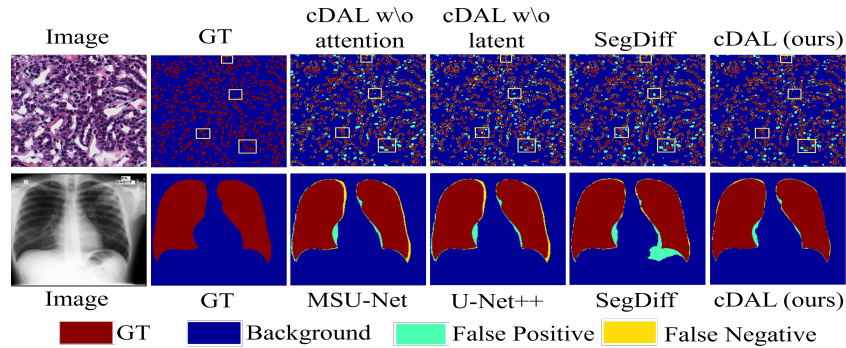 Image GT cDAL w\o attention cDAL w\o latent SegDiff cDAL (ours)
Image GT MSU-Net U-Net++ SegDiff cDAL (ours)
GT Background False Positive False Negative